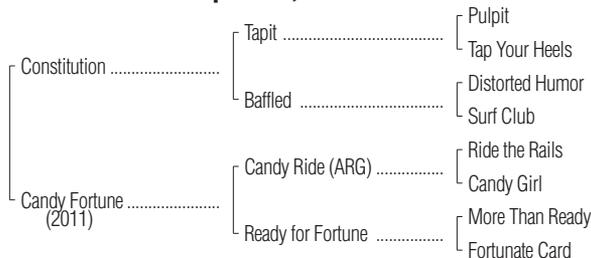 Pulpit
Tapit ................................................
Tap Your Heels
Constitution ........................
Distorted Humor
Baffled ...........................................
Surf Club
Ride the Rails
Candy Ride (ARG) ....................
Candy Girl
Candy Fortune ....................
(2011)
More Than Ready
Ready for Fortune ....................
Fortunate Card